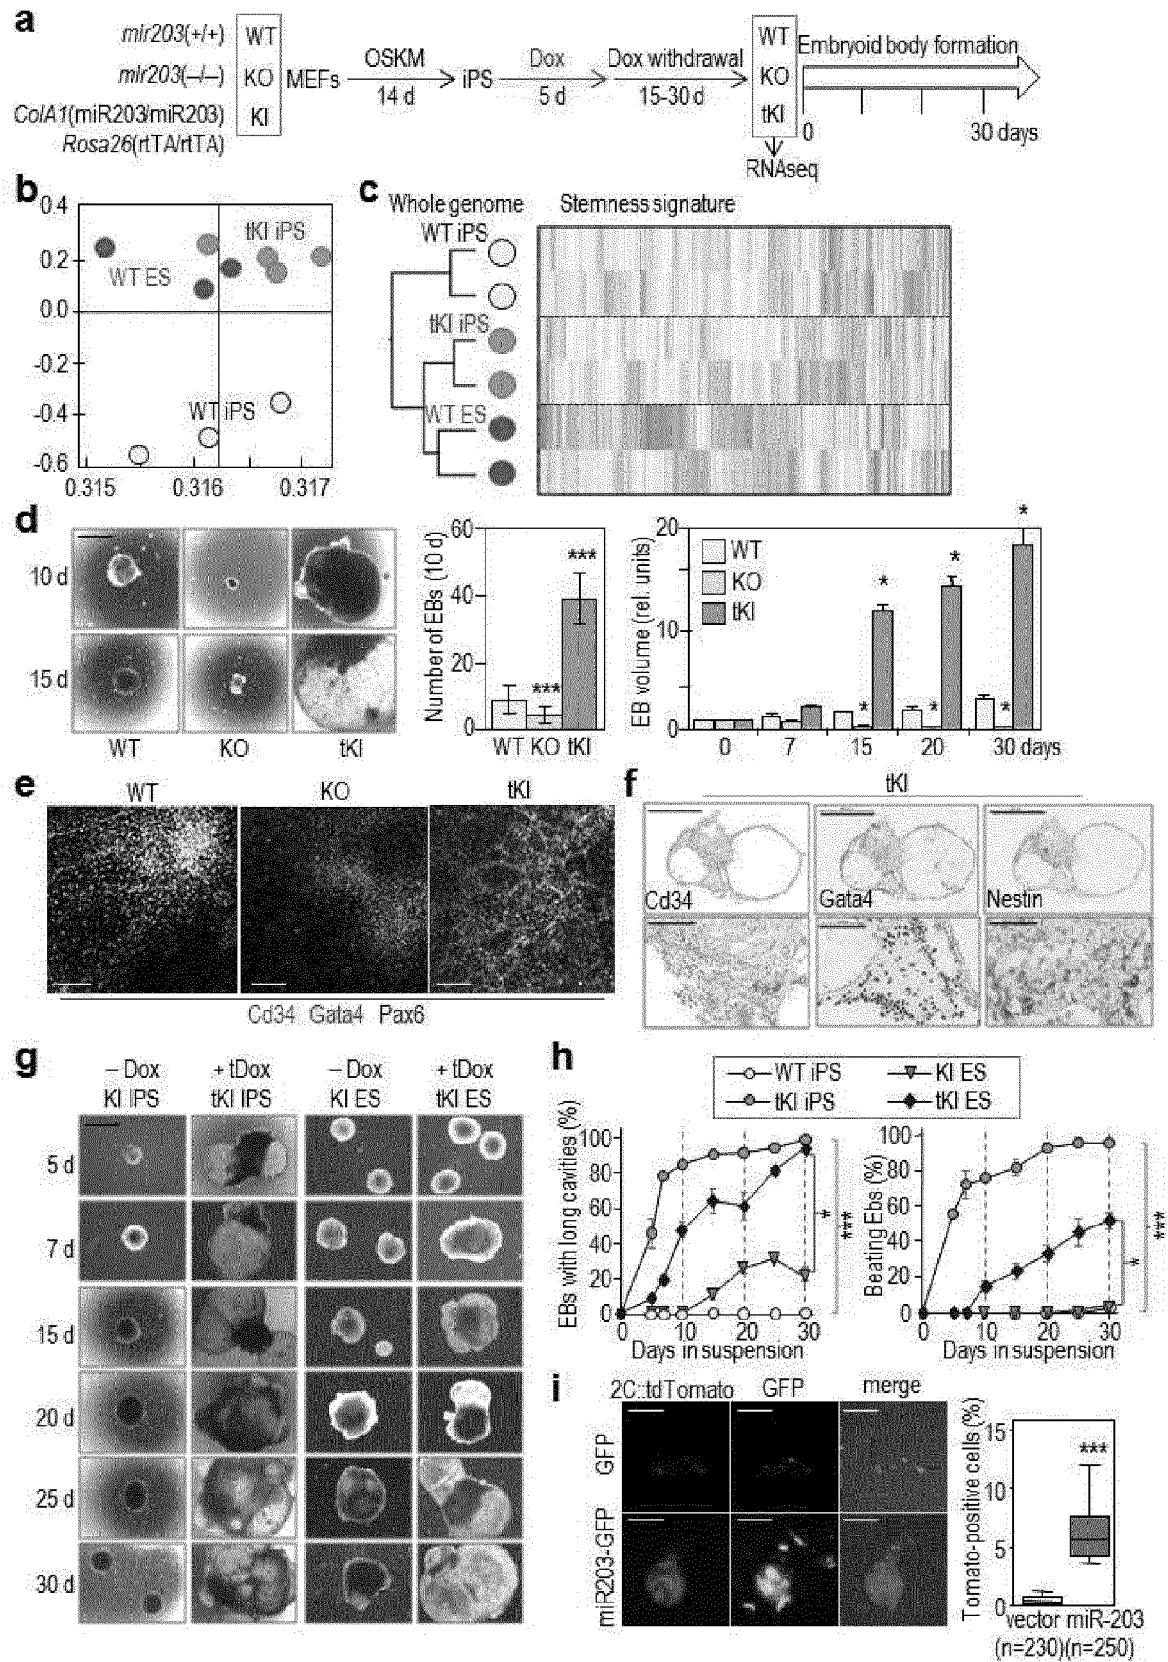 a
mir203(+/+)
mir203(–/–)
ColA1(miR203/miR203)
Rosa26(rtTA/rtTA)
WT
KO
KI
MEFs
OSKM
14 d
iPS
Dox
5 d
Dox withdrawal
15-30 d
WT
KO
tKI
RNAseq
Embryoid body formation
0
30 days
b
0.4
0.2
0.0
-0.2
-0.4
-0.6
0.315
0.316
0.317
tKI iPS
WT ES
WT iPS
c
Whole genome
Stemness signature
WT iPS
tKI iPS
WT ES
d
10 d
15 d
WT
KO
tKI
Number of EBs (10 d)
60
40
20
0
***
***
WT KO tKI
EB volume (rel. units)
20
10
0
WT
KO
tKI
*
*
*
*
*
*
0
7
15
20
30 days
e
WT
KO
tKI
Cd34 Gata4 Pax6
f
tKI
Cd34
Gata4
Nestin
g
– Dox
KI IPS
+ tDox
tKI IPS
– Dox
KI ES
+ tDox
tKI ES
5 d
7 d
15 d
20 d
25 d
30 d
h
WT iPS
KI ES
tKI iPS
tKI ES
EBs with long cavities (%)
100
80
60
40
20
0
0
10
20
30
Days in suspension
*
***
Beating Ebs (%)
100
80
60
40
20
0
0
10
20
30
Days in suspension
*
***
i
2C::tdTomato
GFP
merge
GFP
miR203-GFP
Tomato-positive cells (%)
15
10
5
0
***
vector miR-203
(n=230)(n=250)